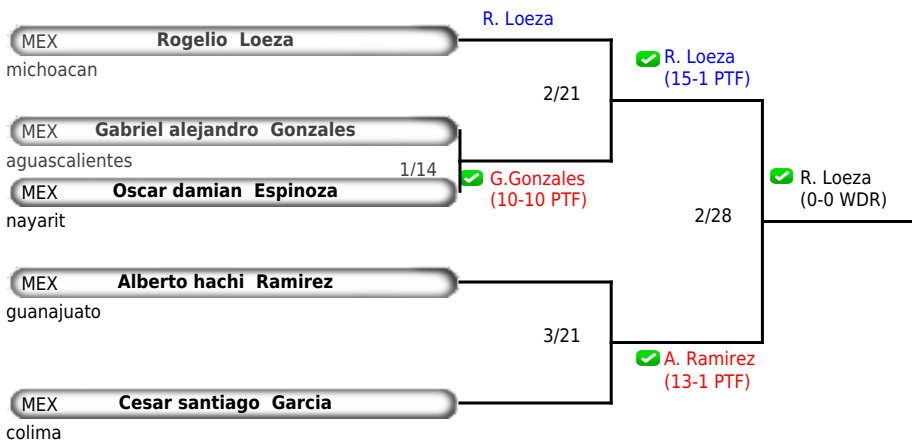 R. Loeza
MEX Rogelio Loeza
michoacan
R. Loeza
(15-1 PTF)
2/21
MEX Gabriel alejandro Gonzales
aguascalientes
1/14
MEX Oscar damian Espinoza
nayarit
G.Gonzales
(10-10 PTF)
R. Loeza
(0-0 WDR)
2/28
MEX Alberto hachi Ramirez
guanajuato
3/21
A. Ramirez
(13-1 PTF)
MEX Cesar santiago Garcia
colima